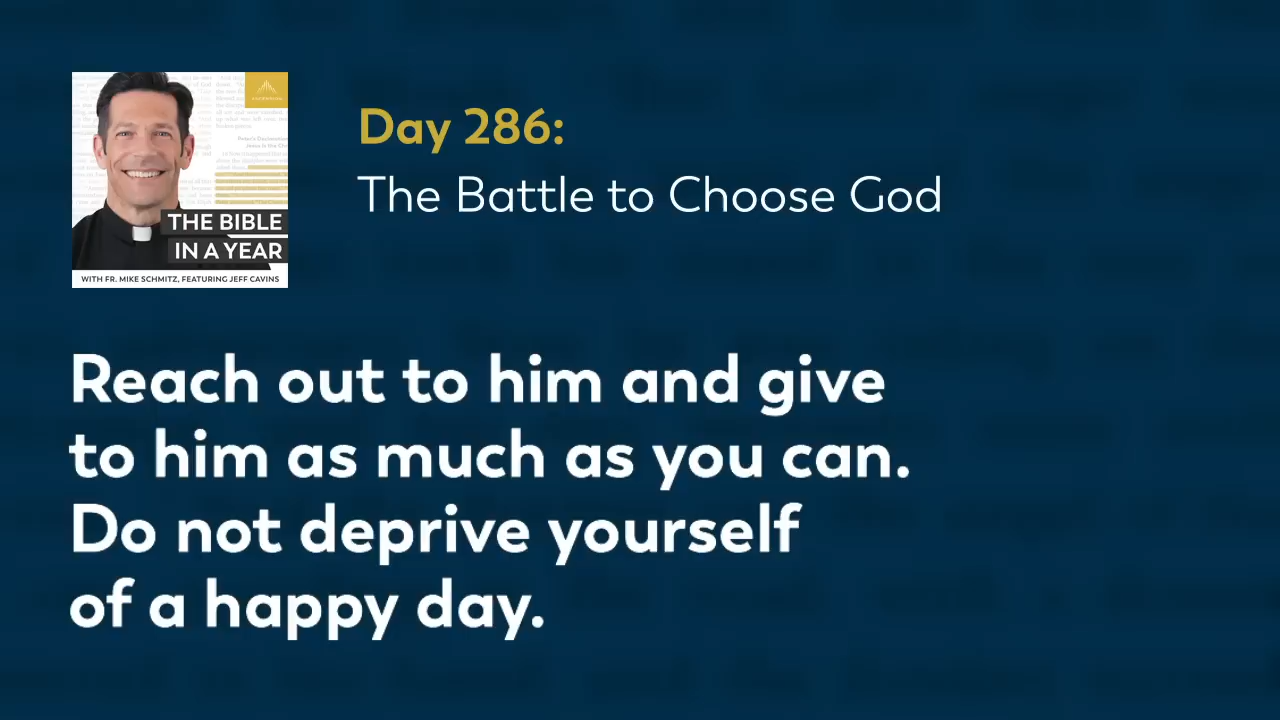 THE BIBLE
IN A YEAR
WITH FR. MIKE SCHMITZ, FEATURING JEFF CAVINS
Day 286:
The Battle to Choose God
Reach out to him and give
to him as much as you can.
Do not deprive yourself
of a happy day.